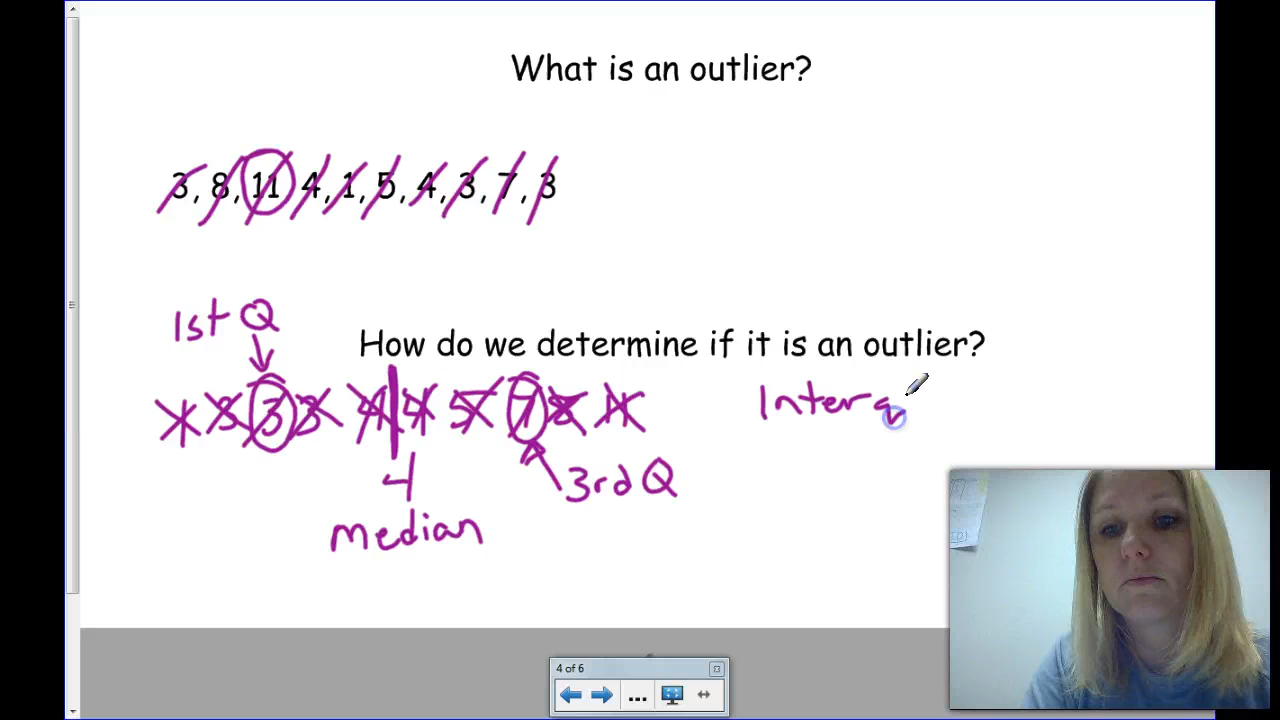 What is an outlier?
3, 8, 11, 4, 1, 5, 4, 3, 7, 3
1st Q
How do we determine if it is an outlier?
1 3 3 3 4 4 5 7 8 11
Inter q
4
3rd Q
median
4 of 6
...